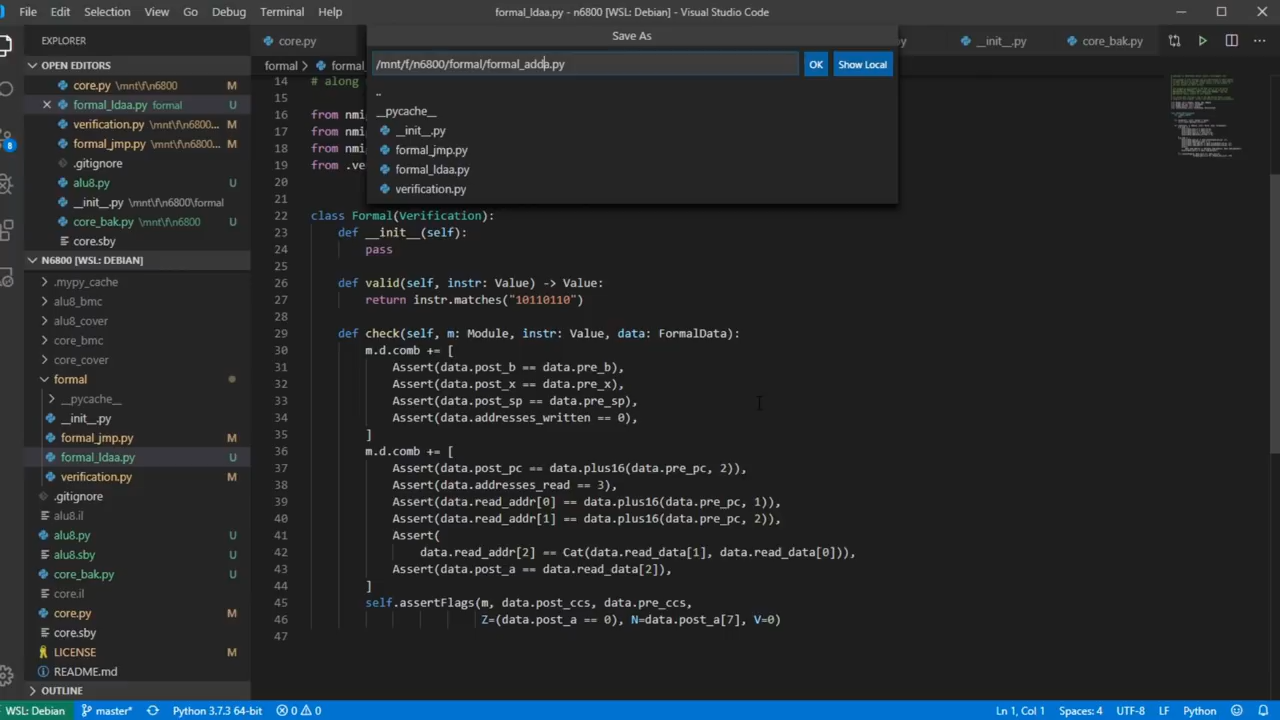 File Edit Selection View Go Debug Terminal Help
formal_ldaa.py - n6800 [WSL: Debian] - Visual Studio Code
EXPLORER
OPEN EDITORS
core.py \mnt\f\n6800 M
formal_ldaa.py formal U
verification.py \mnt\f\n6800... M
formal_jmp.py \mnt\f\n6800... M
.gitignore
alu8.py U
__init__.py \mnt\f\n6800\formal
core_bak.py \mnt\f\n6800 U
core.sby
N6800 [WSL: DEBIAN]
.mypy_cache
alu8_bmc
alu8_cover
core_bmc
core_cover
formal
__pycache__
__init__.py
formal_jmp.py M
formal_ldaa.py U
verification.py M
.gitignore
alu8.il
alu8.py U
alu8.sby U
core_bak.py U
core.il
core.py M
core.sby
LICENSE M
README.md
OUTLINE
8
core.py
__init__.py
core_bak.py
formal > formal
Save As
/mnt/f/n6800/formal/formal_adda.py
OK
Show Local
..
__pycache__
__init__.py
formal_jmp.py
formal_ldaa.py
verification.py
14 # along
15
16 from nmi
17 from nmi
18 from nmi
19 from .ve
20
21
22 class Formal(Verification):
23 def __init__(self):
24 pass
25
26 def valid(self, instr: Value) -> Value:
27 return instr.matches("10110110")
28
29 def check(self, m: Module, instr: Value, data: FormalData):
30 m.d.comb += [
31 Assert(data.post_b == data.pre_b),
32 Assert(data.post_x == data.pre_x),
33 Assert(data.post_sp == data.pre_sp),
34 Assert(data.addresses_written == 0),
35 ]
36 m.d.comb += [
37 Assert(data.post_pc == data.plus16(data.pre_pc, 2)),
38 Assert(data.addresses_read == 3),
39 Assert(data.read_addr[0] == data.plus16(data.pre_pc, 1)),
40 Assert(data.read_addr[1] == data.plus16(data.pre_pc, 2)),
41 Assert(
42 data.read_addr[2] == Cat(data.read_data[1], data.read_data[0])),
43 Assert(data.post_a == data.read_data[2]),
44 ]
45 self.assertFlags(m, data.post_ccs, data.pre_ccs,
46 Z=(data.post_a == 0), N=data.post_a[7], V=0)
47
WSL: Debian master* Python 3.7.3 64-bit 0 0 Ln 1, Col 1 Spaces: 4 UTF-8 LF Python